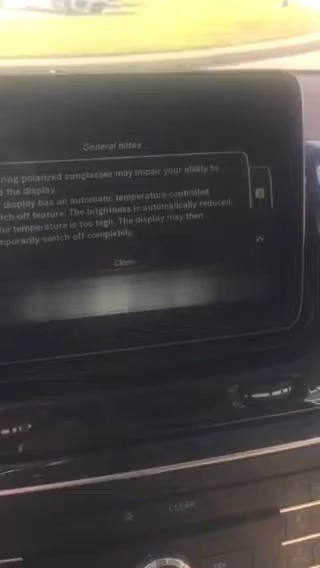 General notes
ring polarized sunglasses may impair your ability to
the display.
display has an automatic temperature-controlled
tch-off feature. The brightness is automatically reduced
he temperature is too high. The display may then
mporarily switch off completely.
Close
CLEAR